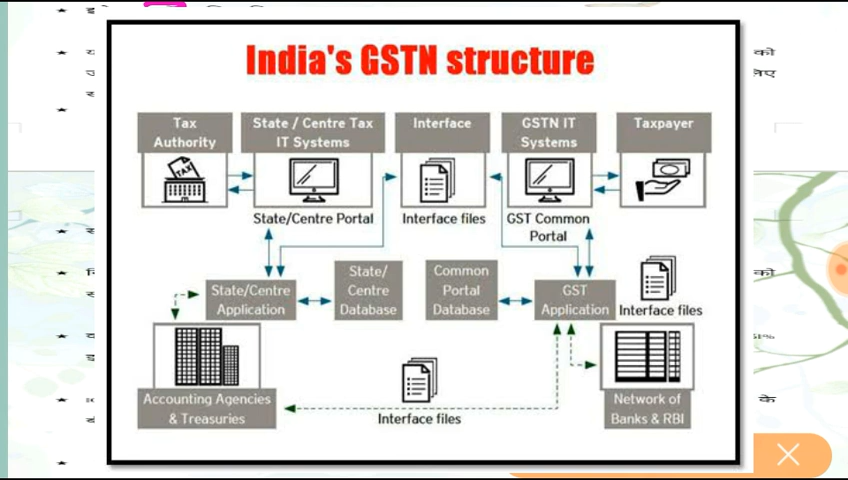 India's GSTN structure
Tax
Authority
State / Centre Tax
IT Systems
Interface
GSTN IT
Systems
Taxpayer
TAX
State/Centre Portal
Interface files
GST Common
Portal
State/Centre
Application
State/
Centre
Database
Common
Portal
Database
GST
Application
Interface files
Accounting Agencies
& Treasuries
Interface files
Network of
Banks & RBI
को
के